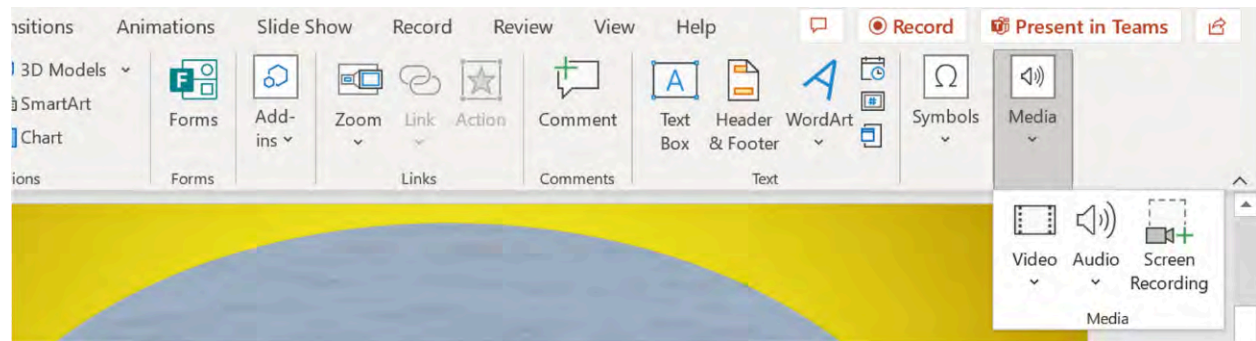 Animations Slide Show Record Review View Help Record Present in Teams
3D Models
SmartArt
Chart
Forms
Forms
Add-
ins
Zoom Link Action
Links
Comment
Comments
Text
Box
Header
& Footer
WordArt
Text
Symbols
Media
Video Audio Screen
Recording
Media